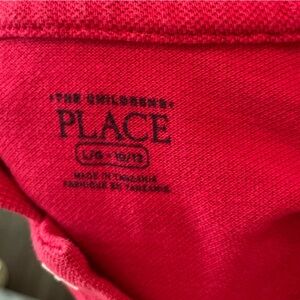 THE CHILDREN'S
PLACE
L/G • 10/12
MADE IN TANZANIA
FABRIQUÉ EN TANZANIE